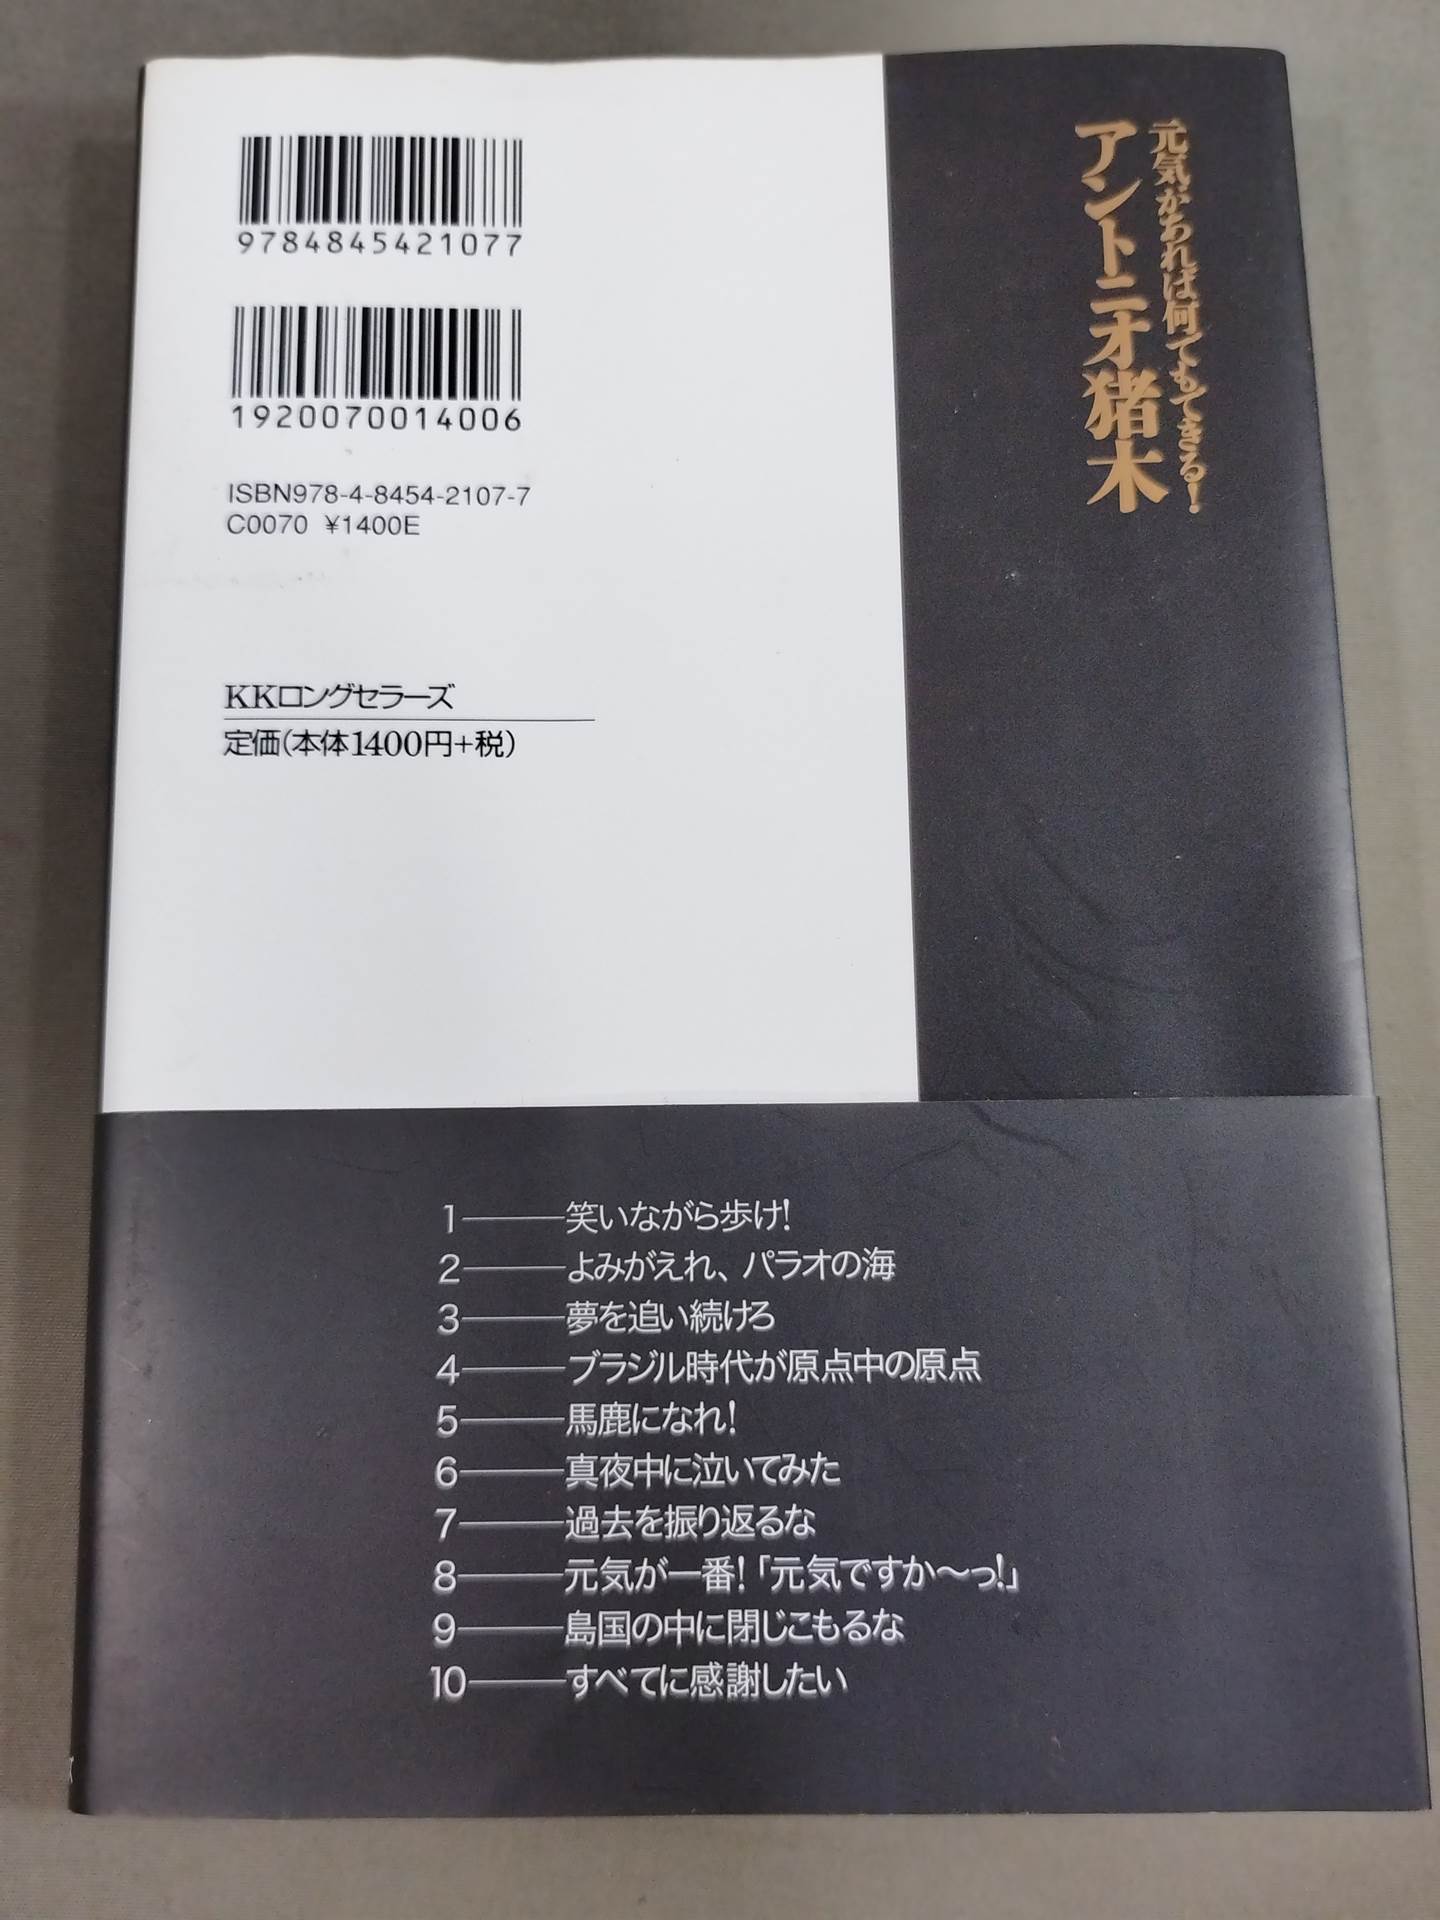 元気があれば何でもできる!
アントニオ猪木
9784845421077
1920070014006
ISBN978-4-8454-2107-7
C0070 ¥1400E
KKロングセラーズ
定価(本体1400円+税)
1――笑いながら歩け!
2――よみがえれ、パラオの海
3――夢を追い続けろ
4――ブラジル時代が原点中の原点
5――馬鹿になれ!
6――真夜中に泣いてみた
7――過去を振り返るな
8――元気が一番!「元気ですか〜っ!」
9――島国の中に閉じこもるな
10――すべてに感謝したい